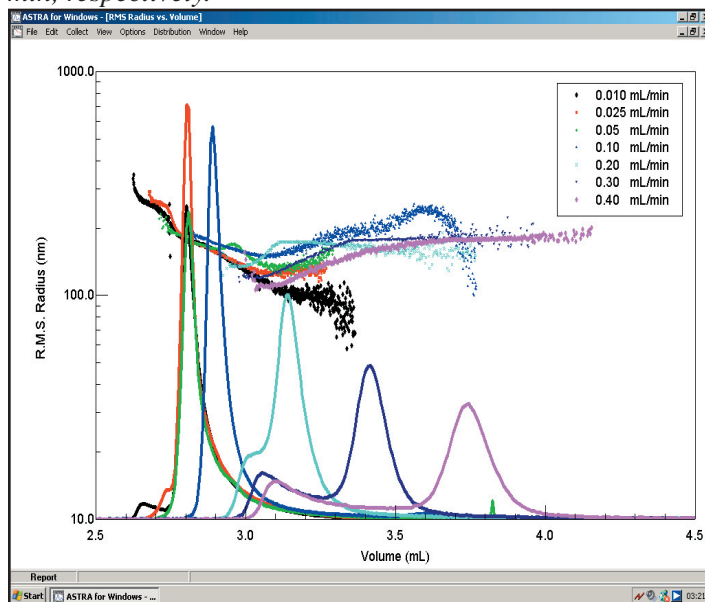 min, respectively.
ASTRA for Windows - [RMS Radius vs. Volume]
File Edit Collect View Options Distribution Window Help
1000.0
100.0
10.0
R.M.S. Radius (nm)
0.010 mL/min
0.025 mL/min
0.05 mL/min
0.10 mL/min
0.20 mL/min
0.30 mL/min
0.40 mL/min
2.5 3.0 3.5 4.0 4.5
Volume (mL)
Report
Start ASTRA for Windows - ... 03:21